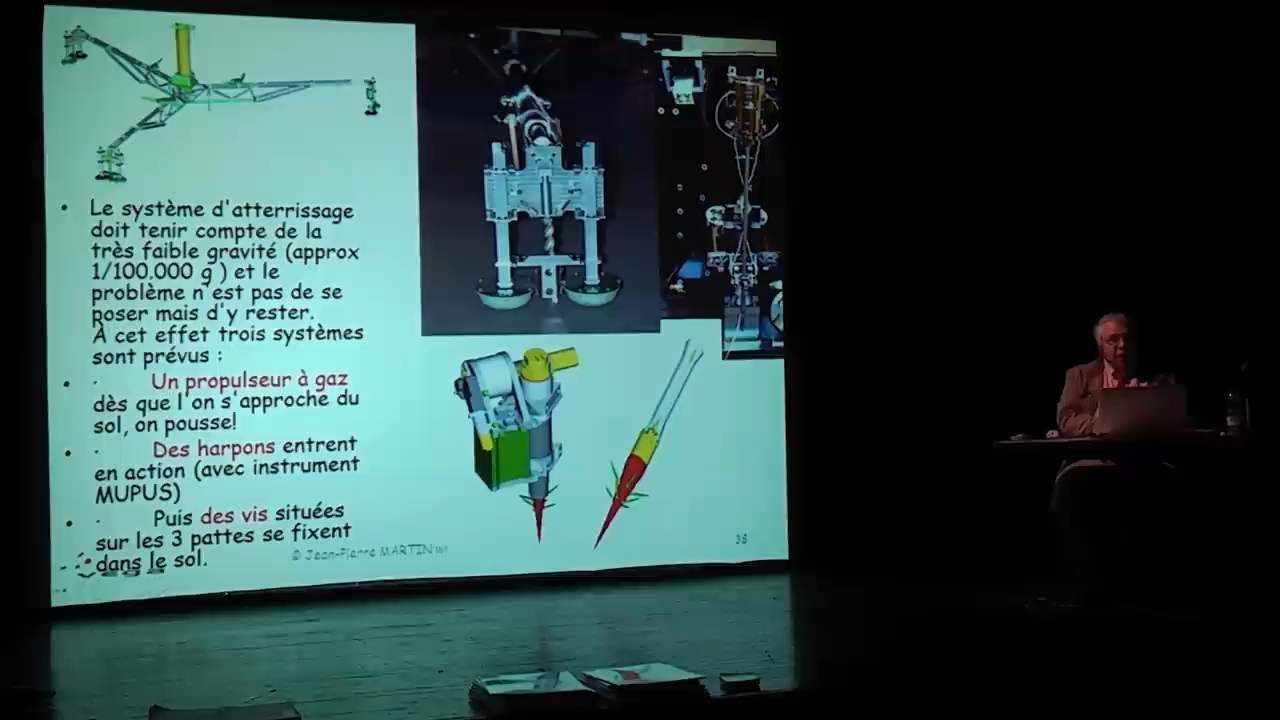 • Le système d'atterrissage
doit tenir compte de la
très faible gravité (approx
1/100.000 g ) et le
problème n'est pas de se
poser mais d'y rester.
À cet effet trois systèmes
sont prévus :
• · Un propulseur à gaz
dès que l'on s'approche du
sol, on pousse!
• · Des harpons entrent
en action (avec instrument
MUPUS)
• · Puis des vis situées
sur les 3 pattes se fixent
dans le sol.
© Jean-Pierre MARTIN
36